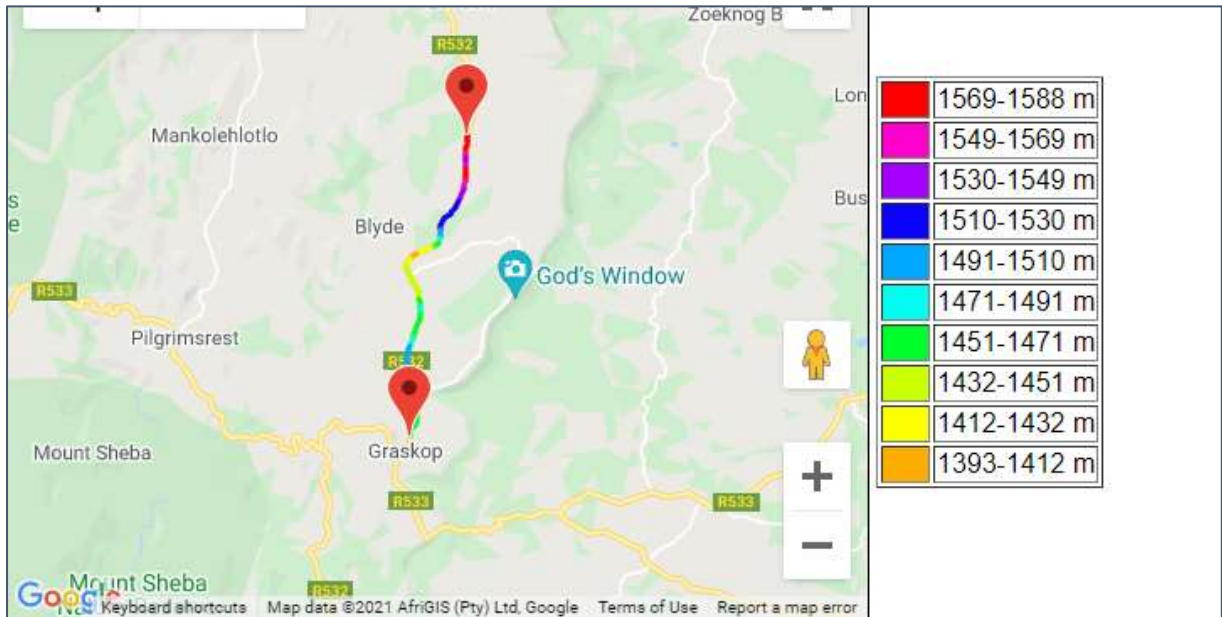 Zoeknog B
R532
Lon
Mankolehlotlo
s
e
Bus
Blyde
God's Window
R533
Pilgrimsrest
R532
Mount Sheba
Graskop
R533
R533
Mount Sheba
R532
Google
Keyboard shortcuts Map data ©2021 AfriGIS (Pty) Ltd, Google Terms of Use Report a map error
1569-1588 m
1549-1569 m
1530-1549 m
1510-1530 m
1491-1510 m
1471-1491 m
1451-1471 m
1432-1451 m
1412-1432 m
1393-1412 m